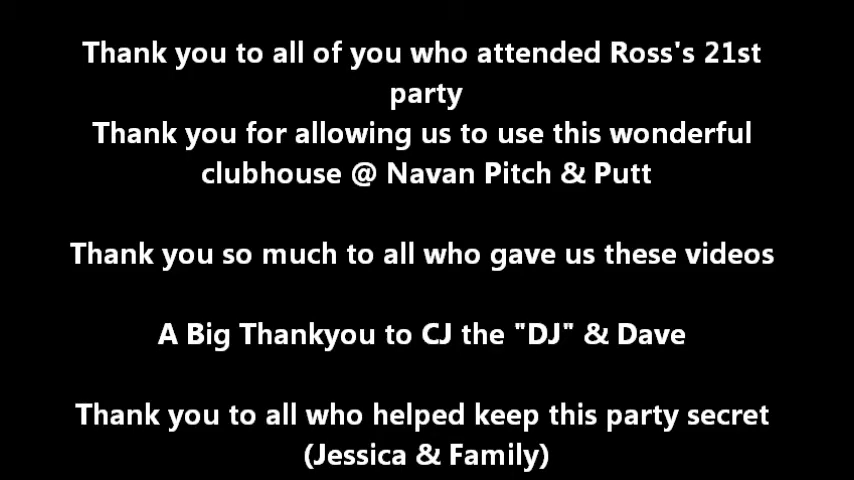 Thank you to all of you who attended Ross's 21st
party
Thank you for allowing us to use this wonderful
clubhouse @ Navan Pitch & Putt
Thank you so much to all who gave us these videos
A Big Thankyou to CJ the "DJ" & Dave
Thank you to all who helped keep this party secret
(Jessica & Family)